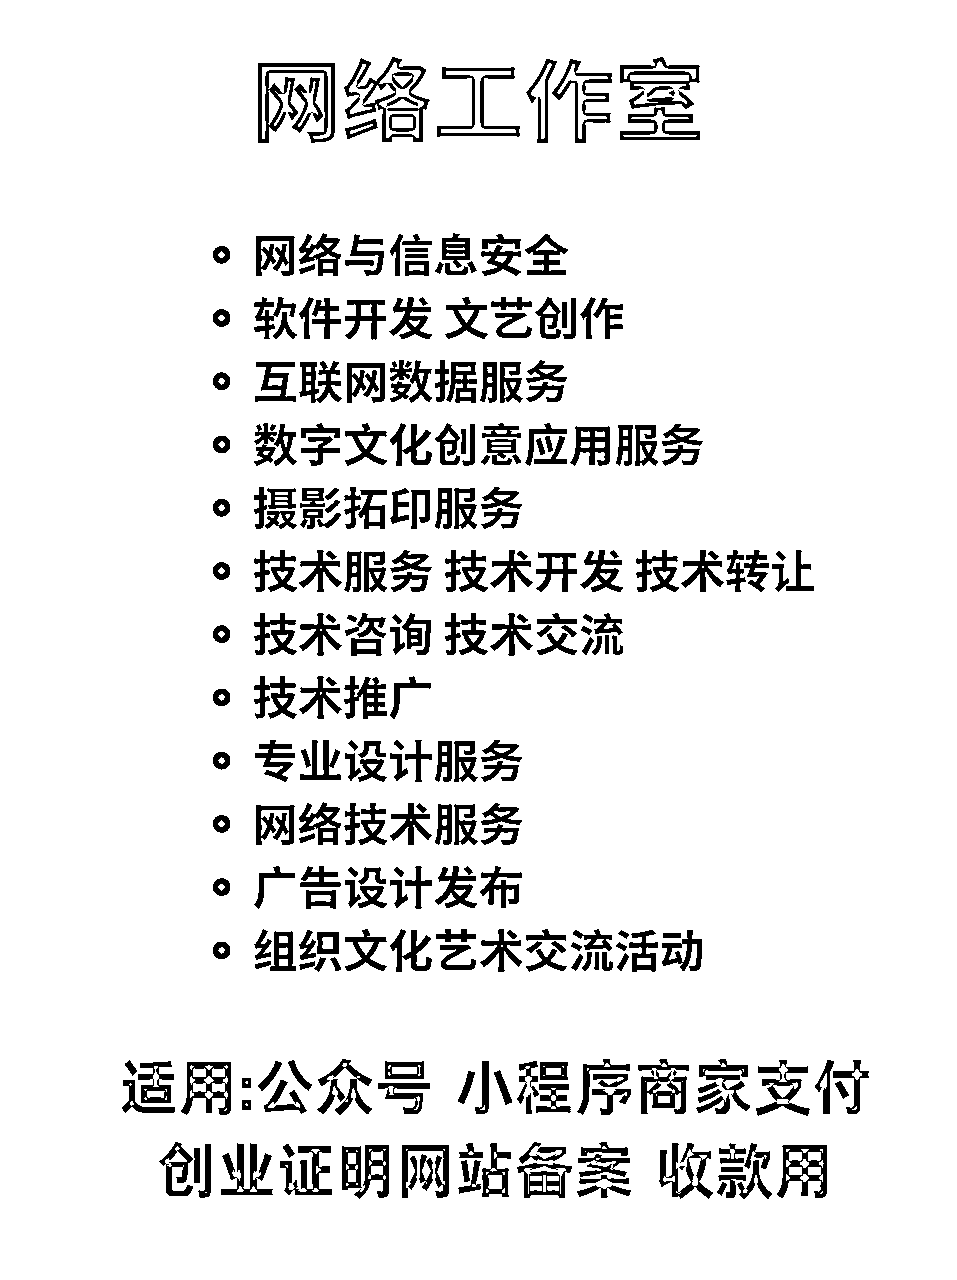 网络工作室
网络与信息安全
软件开发 文艺创作
互联网数据服务
数字文化创意应用服务
摄影拓印服务
技术服务 技术开发 技术转让
技术咨询 技术交流
技术推广
专业设计服务
网络技术服务
广告设计发布
组织文化艺术交流活动
适用:公众号 小程序商家支付
创业证明网站备案 收款用